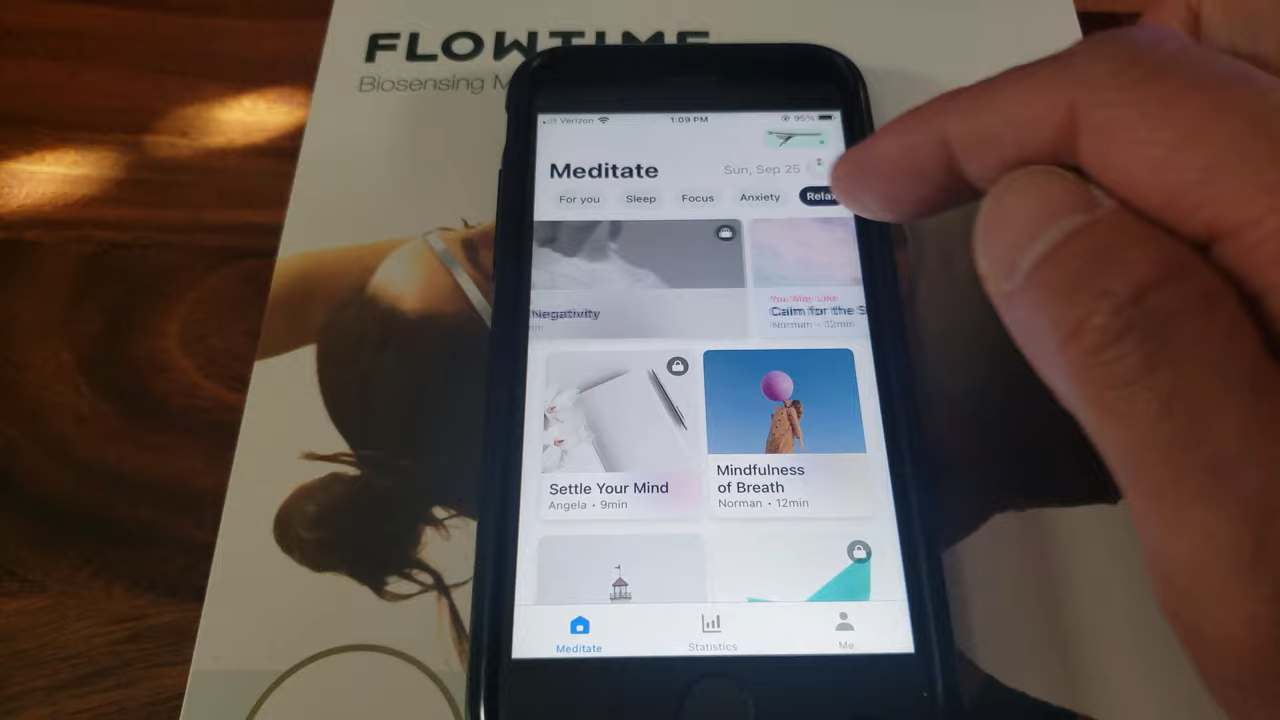 FLOWTIME
Biosensing M
Verizon
1:09 PM
95%
Meditate
Sun, Sep 25
For you
Sleep
Focus
Anxiety
Relax
Negativity
You May Like
Calm for the S
Norman - 12min
Settle Your Mind
Angela • 9min
Mindfulness
of Breath
Norman • 12min
Meditate
Statistics
Me